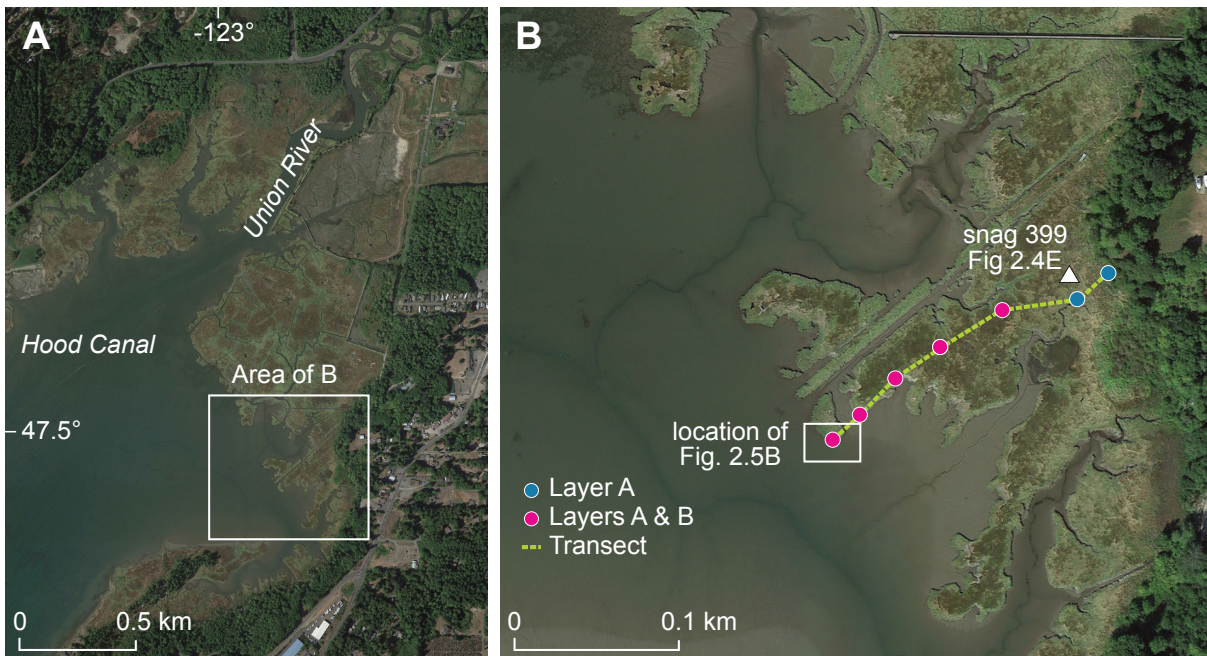 A
-123°
Union River
Hood Canal
Area of B
47.5°
0
0.5 km
B
snag 399
Fig 2.4E
location of
Fig. 2.5B
Layer A
Layers A & B
Transect
0
0.1 km